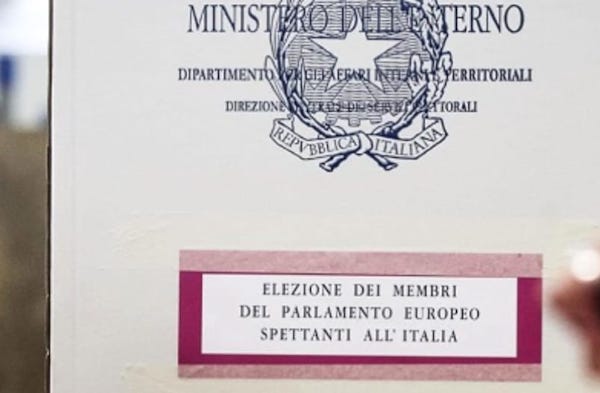 MINISTERO DELL'INTERNO
DIPARTIMENTO PER GLI AFFARI INTERNI E TERRITORIALI
DIREZIONE CENTRALE DEI SERVIZI ELETTORALI
REPVBBLICA ITALIANA
ELEZIONE DEI MEMBRI
DEL PARLAMENTO EUROPEO
SPETTANTI ALL'ITALIA